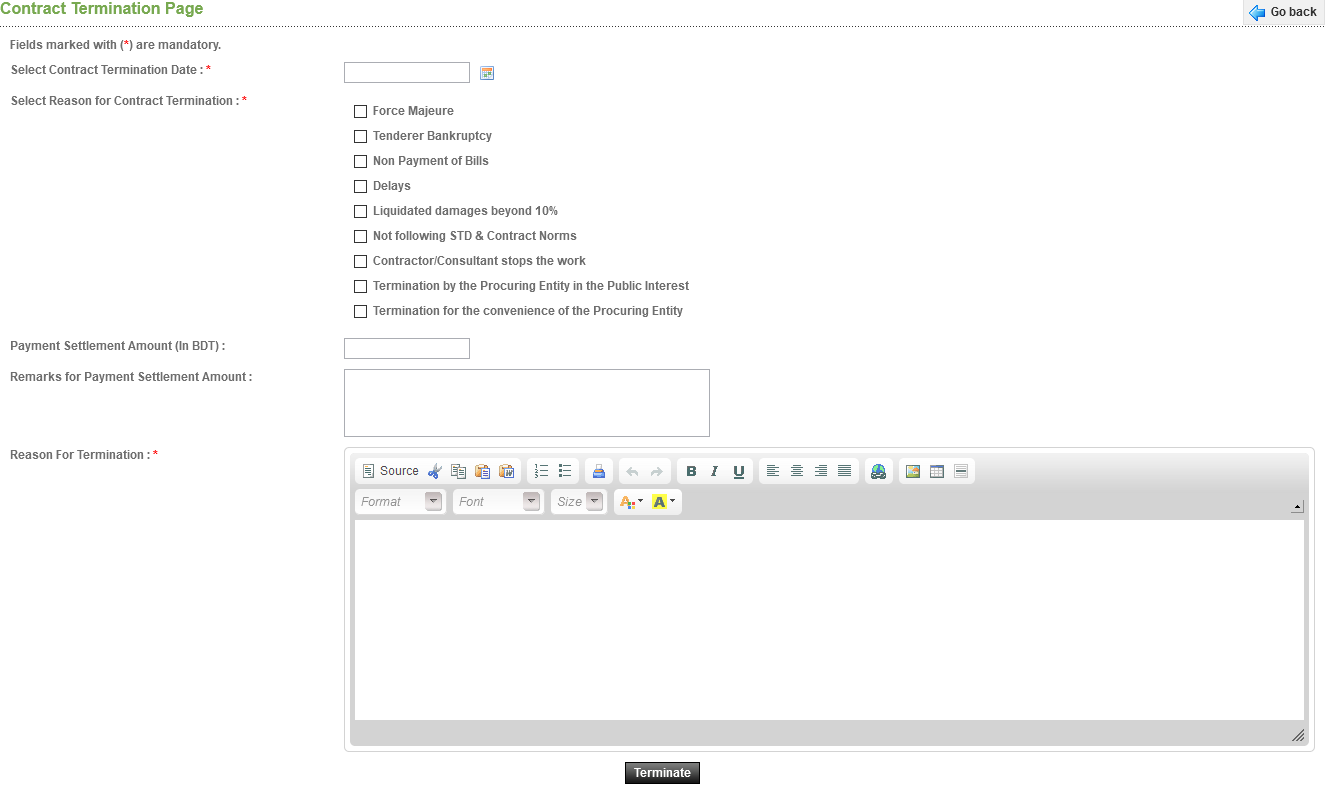 Contract Termination Page
Go back
Fields marked with (*) are mandatory.
Select Contract Termination Date : *
Select Reason for Contract Termination : *
Force Majeure
Tenderer Bankruptcy
Non Payment of Bills
Delays
Liquidated damages beyond 10%
Not following STD & Contract Norms
Contractor/Consultant stops the work
Termination by the Procuring Entity in the Public Interest
Termination for the convenience of the Procuring Entity
Payment Settlement Amount (In BDT) :
Remarks for Payment Settlement Amount :
Reason For Termination : *
Source
B I U
Format Font Size A A
Terminate